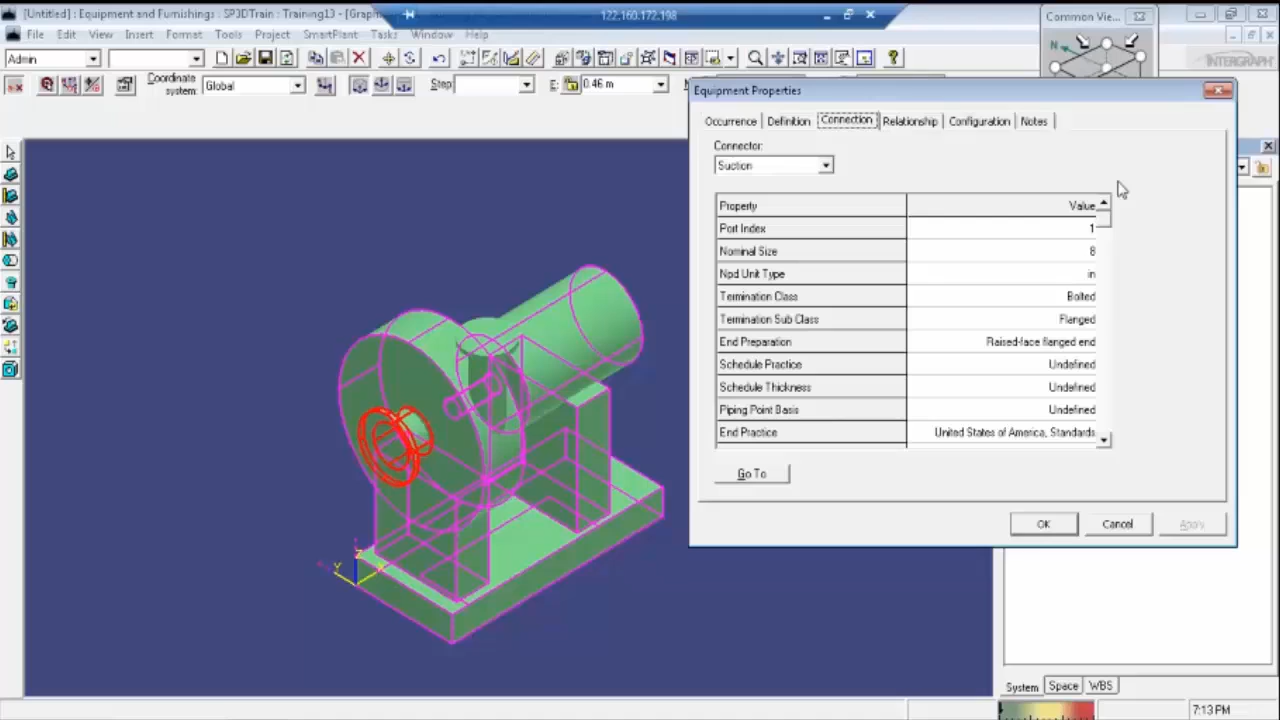 [Untitled] : Equipment and Furnishings : SP3DTrain : Training13 - [Graph
122.160.172.198
Common Vie...
File Edit View Insert Format Tools Project SmartPlant Tasks Window Help
Admin
N
INTERGRAPH
Coordinate system: Global
Step
E: 0.46 m
Equipment Properties
Occurrence Definition Connection Relationship Configuration Notes
Connector:
Suction
Property Value
Port Index 1
Nominal Size 8
Npd Unit Type in
Termination Class Bolted
Termination Sub Class Flanged
End Preparation Raised-face flanged end
Schedule Practice Undefined
Schedule Thickness Undefined
Piping Point Basis Undefined
End Practice United States of America, Standards
Go To
OK Cancel Apply
Z
Y X
System Space WBS
7:13 PM